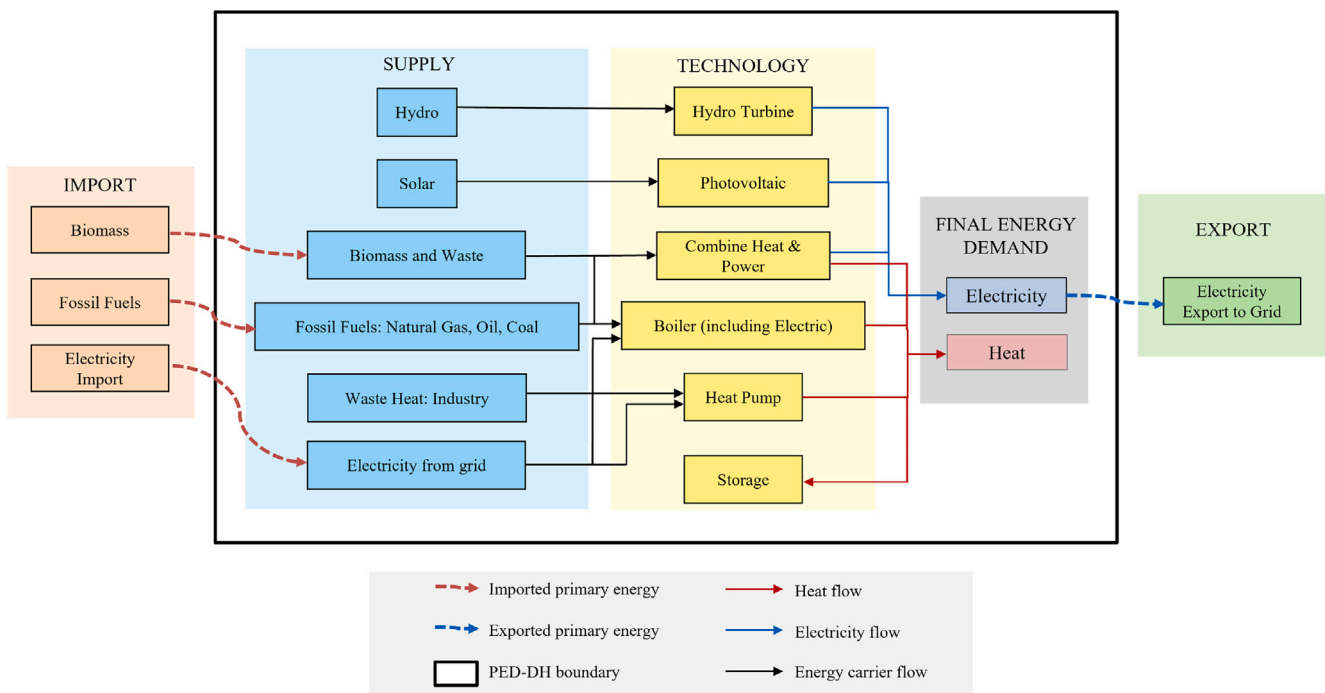 SUPPLY
TECHNOLOGY
Hydro
Hydro Turbine
Solar
Photovoltaic
IMPORT
Biomass
Fossil Fuels
Electricity
Import
Biomass and Waste
Combine Heat &
Power
Fossil Fuels: Natural Gas, Oil, Coal
Boiler (including Electric)
Waste Heat: Industry
Heat Pump
Electricity from grid
Storage
FINAL ENERGY
DEMAND
Electricity
Heat
EXPORT
Electricity
Export to Grid
Imported primary energy
Heat flow
Exported primary energy
Electricity flow
PED-DH boundary
Energy carrier flow